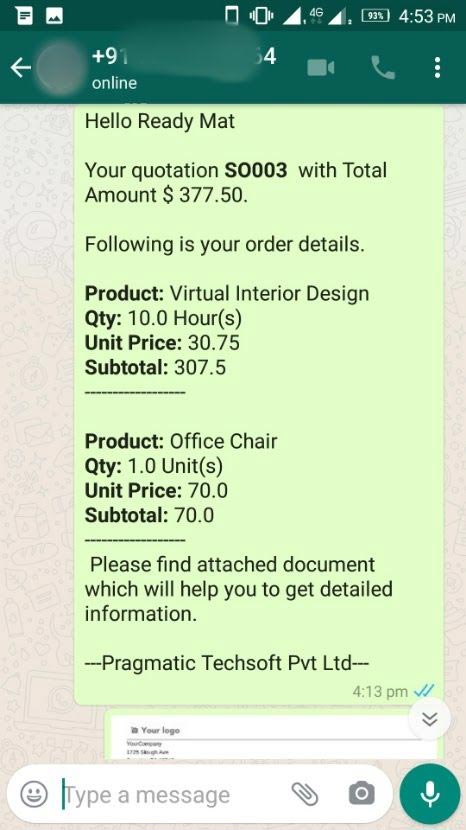 4G 93% 4:53 PM
+91 64
online
Hello Ready Mat
Your quotation SO003 with Total
Amount $ 377.50.
Following is your order details.
Product: Virtual Interior Design
Qty: 10.0 Hour(s)
Unit Price: 30.75
Subtotal: 307.5
------------------
Product: Office Chair
Qty: 1.0 Unit(s)
Unit Price: 70.0
Subtotal: 70.0
------------------
Please find attached document
which will help you to get detailed
information.
---Pragmatic Techsoft Pvt Ltd---
4:13 pm
Your logo
YourCompany
1725 Slough Ave.
Type a message